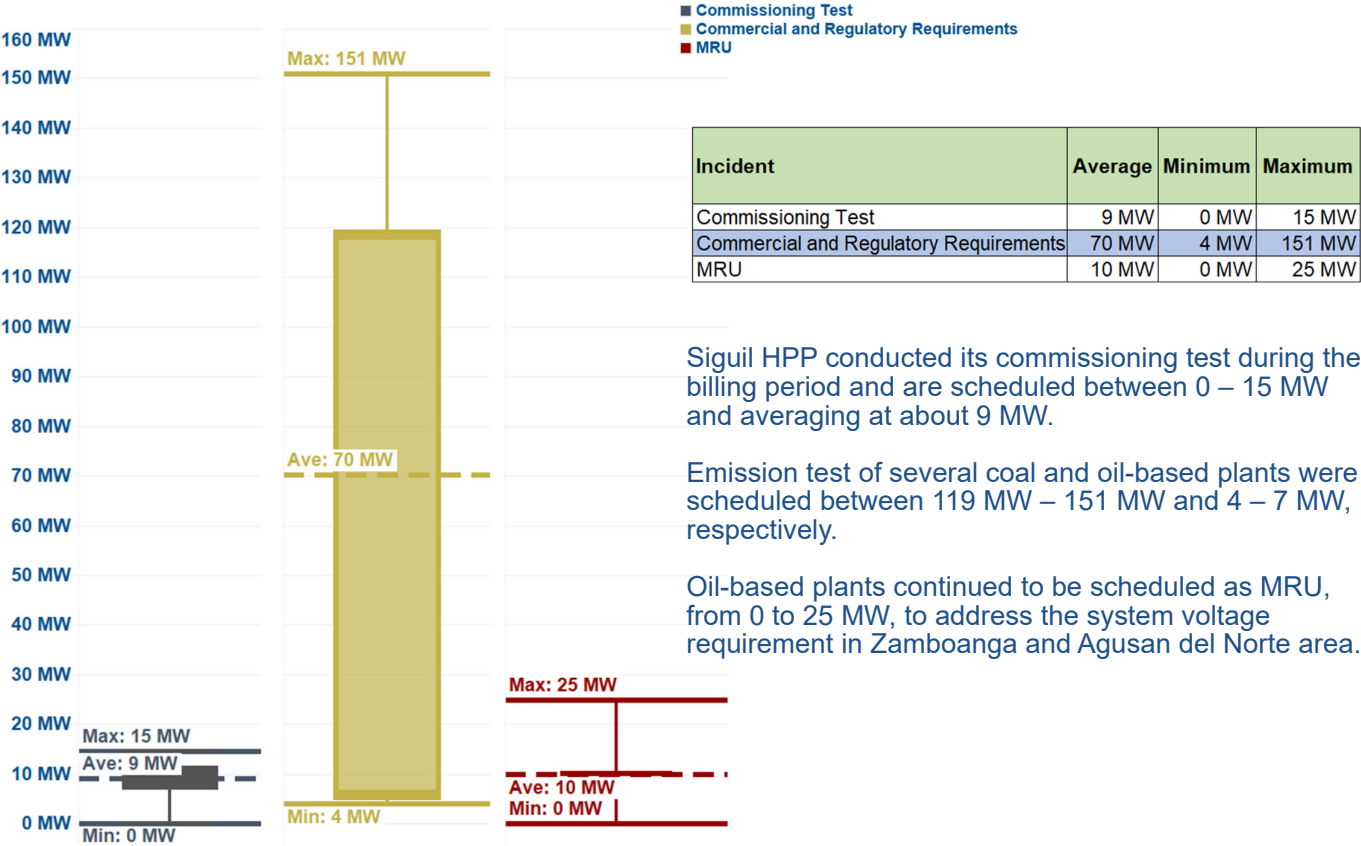 Commissioning Test
Commercial and Regulatory Requirements
MRU
160 MW
150 MW
140 MW
130 MW
120 MW
110 MW
100 MW
90 MW
80 MW
70 MW
60 MW
50 MW
40 MW
30 MW
20 MW
10 MW
0 MW
Max: 15 MW
Ave: 9 MW
Min: 0 MW
Max: 151 MW
Ave: 70 MW
Min: 4 MW
Max: 25 MW
Ave: 10 MW
Min: 0 MW
Incident Average Minimum Maximum
Commissioning Test 9 MW 0 MW 15 MW
Commercial and Regulatory Requirements 70 MW 4 MW 151 MW
MRU 10 MW 0 MW 25 MW
Siguil HPP conducted its commissioning test during the
billing period and are scheduled between 0 – 15 MW
and averaging at about 9 MW.
Emission test of several coal and oil-based plants were
scheduled between 119 MW – 151 MW and 4 – 7 MW,
respectively.
Oil-based plants continued to be scheduled as MRU,
from 0 to 25 MW, to address the system voltage
requirement in Zamboanga and Agusan del Norte area.